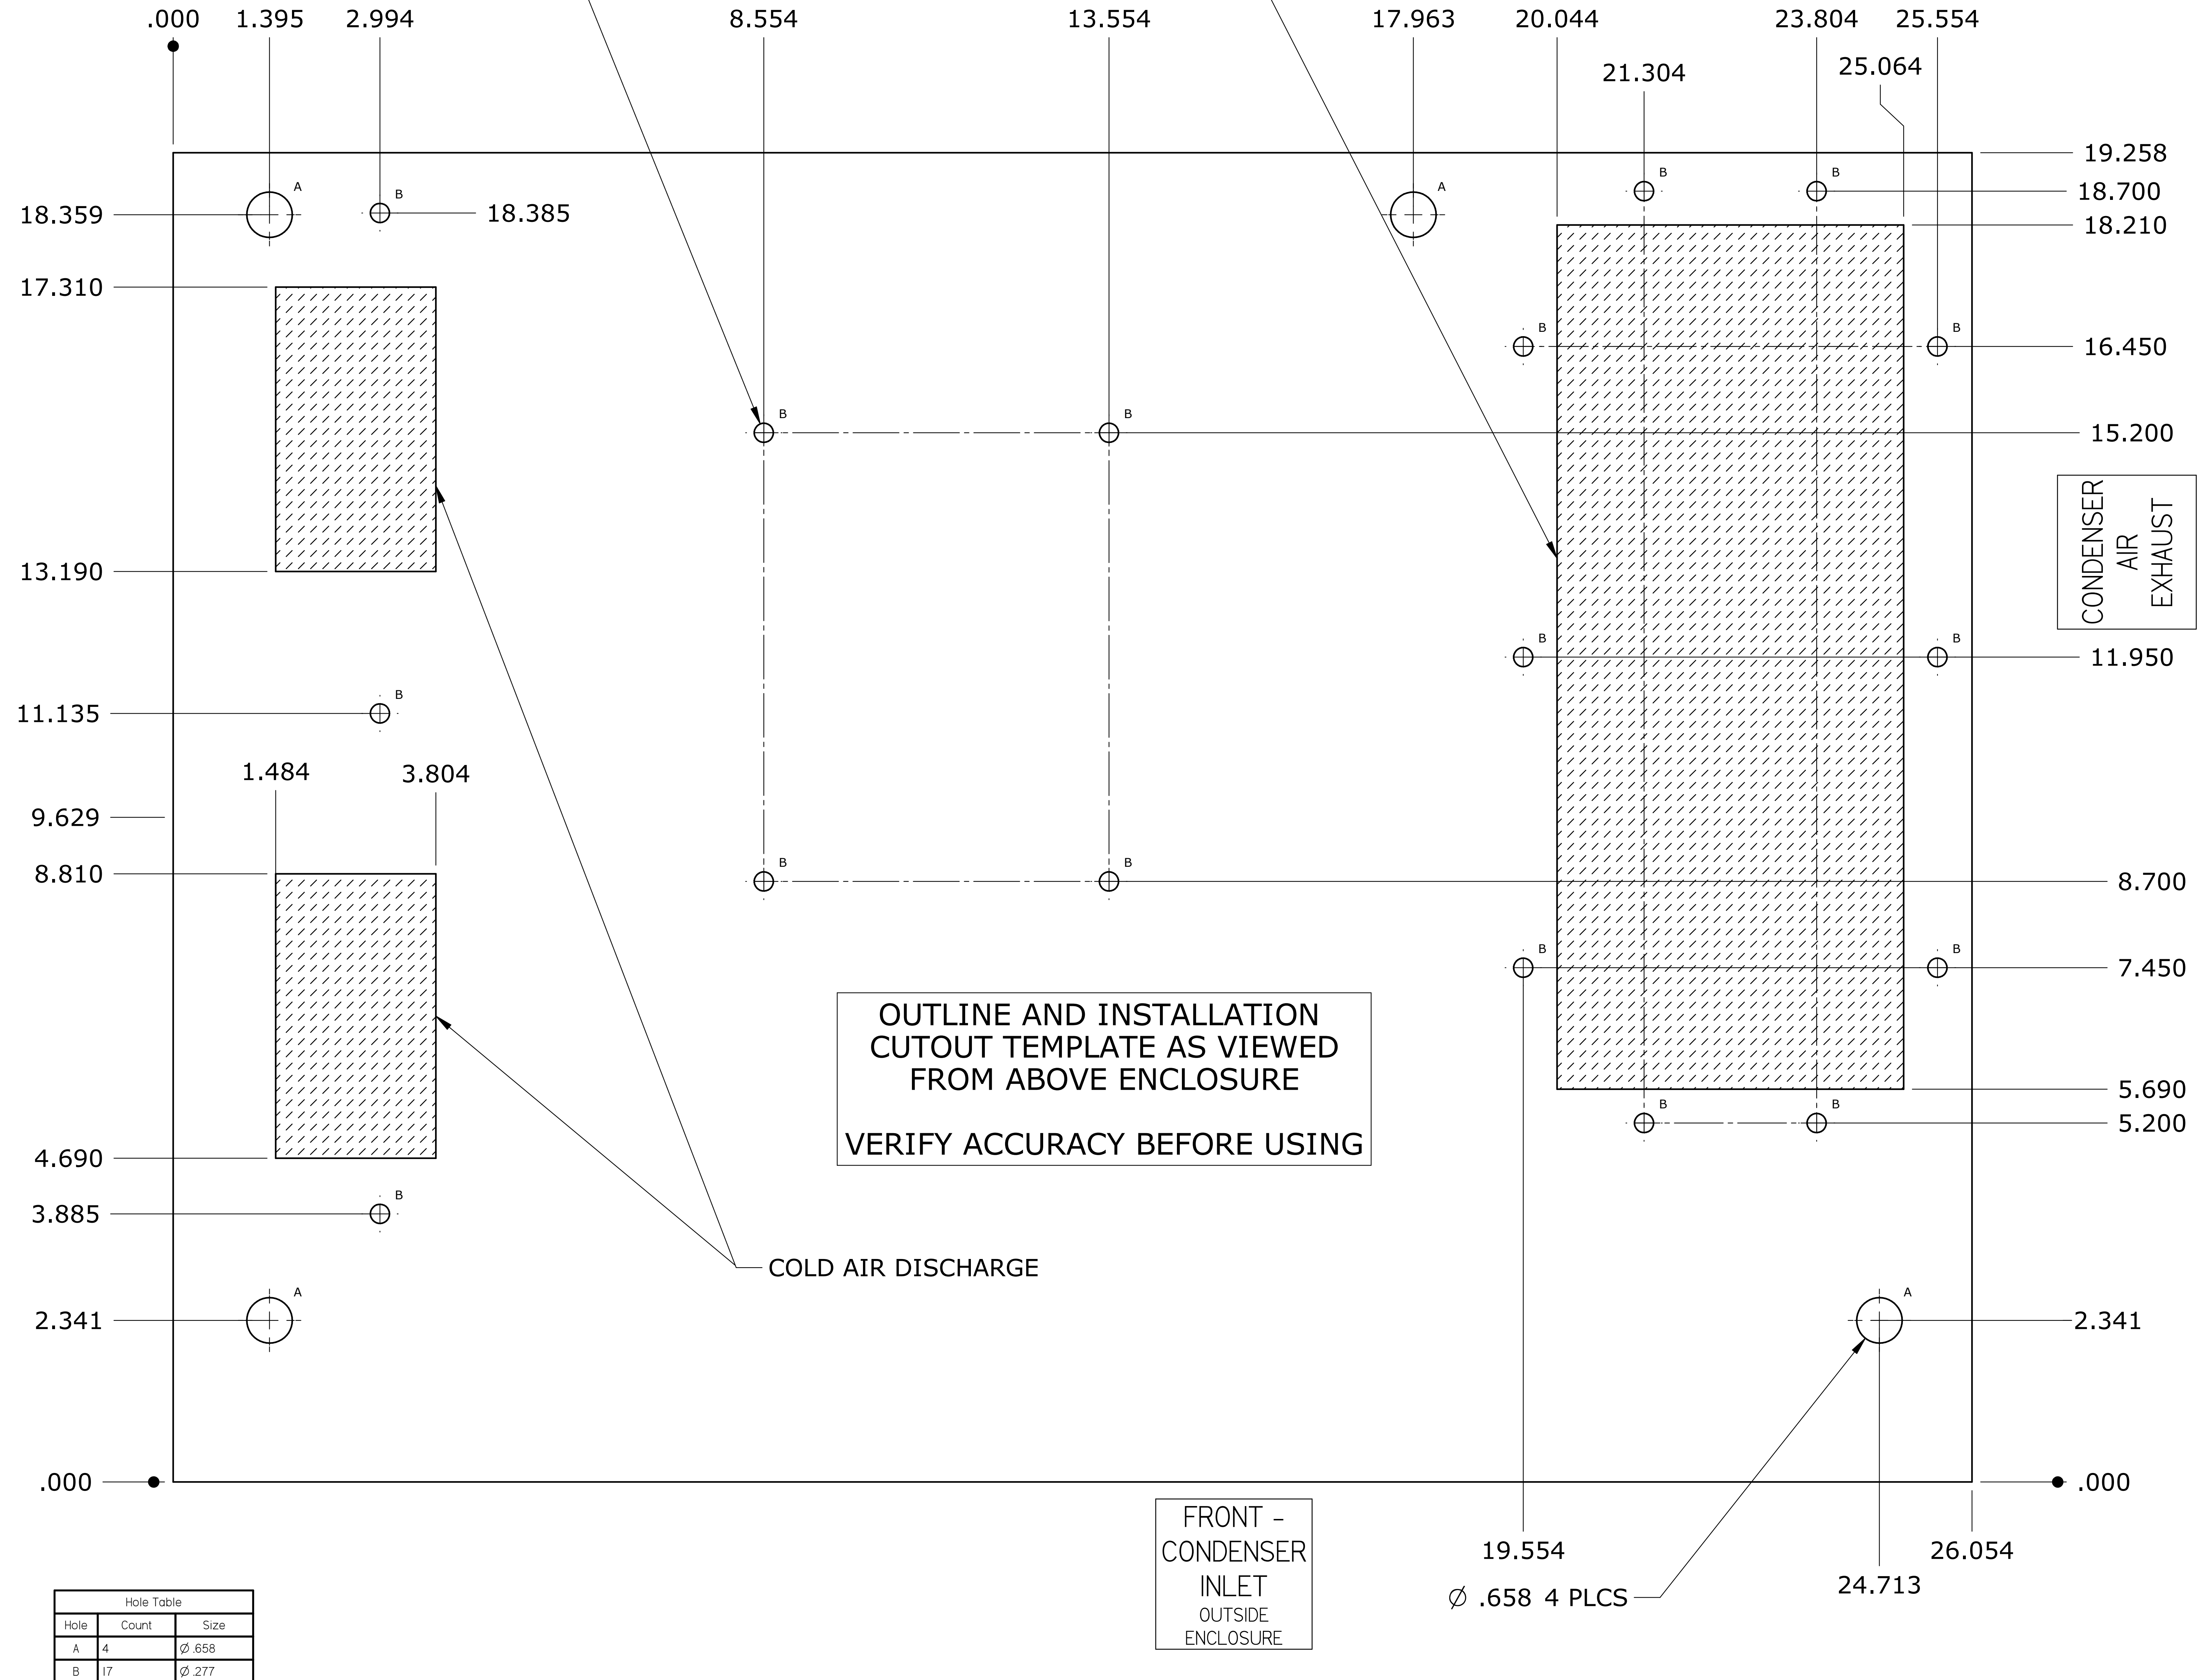 .000 1.395 2.994 8.554 13.554 17.963 20.044 23.804 25.554
21.304 25.064
19.258
A B A B B
18.359 18.385 18.700
18.210
17.310
B B
16.450
B B
15.200
CONDENSER
AIR
EXHAUST
13.190
B B
11.950
B
11.135
1.484 3.804
9.629
B B
8.810 8.700
B B
7.450
OUTLINE AND INSTALLATION
CUTOUT TEMPLATE AS VIEWED
FROM ABOVE ENCLOSURE
VERIFY ACCURACY BEFORE USING
5.690
B B
5.200
4.690
B
3.885
COLD AIR DISCHARGE
A A
2.341 2.341
.000 .000
FRONT -
CONDENSER
INLET
OUTSIDE
ENCLOSURE
19.554 26.054
24.713
Ø .658 4 PLCS
Hole Table
Hole Count Size
A 4 Ø.658
B 17 Ø.277